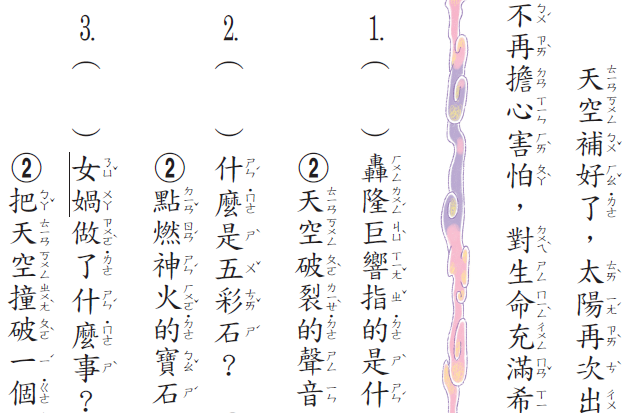 天空補好了，太陽再次出
不再擔心害怕，對生命充滿希
1.（　）轟隆巨響指的是什
②天空破裂的聲音
2.（　）什麼是五彩石？
②點燃神火的寶石
3.（　）女媧做了什麼事？
②把天空撞破一個